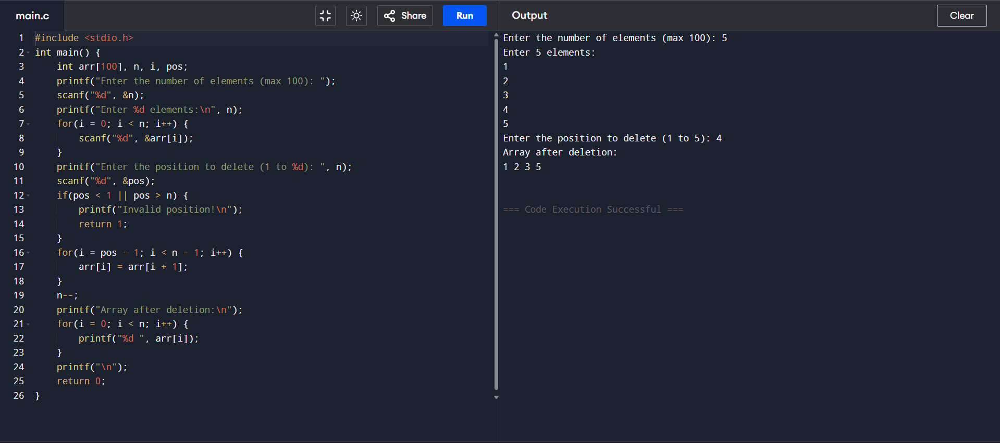 main.c
Share
Run
Output
Clear
1 #include <stdio.h>
2 int main() {
3     int arr[100], n, i, pos;
4     printf("Enter the number of elements (max 100): ");
5     scanf("%d", &n);
6     printf("Enter %d elements:\n", n);
7     for(i = 0; i < n; i++) {
8         scanf("%d", &arr[i]);
9     }
10     printf("Enter the position to delete (1 to %d): ", n);
11     scanf("%d", &pos);
12     if(pos < 1 || pos > n) {
13         printf("Invalid position!\n");
14         return 1;
15     }
16     for(i = pos - 1; i < n - 1; i++) {
17         arr[i] = arr[i + 1];
18     }
19     n--;
20     printf("Array after deletion:\n");
21     for(i = 0; i < n; i++) {
22         printf("%d ", arr[i]);
23     }
24     printf("\n");
25     return 0;
26 }
Enter the number of elements (max 100): 5
Enter 5 elements:
1
2
3
4
5
Enter the position to delete (1 to 5): 4
Array after deletion:
1 2 3 5
=== Code Execution Successful ===